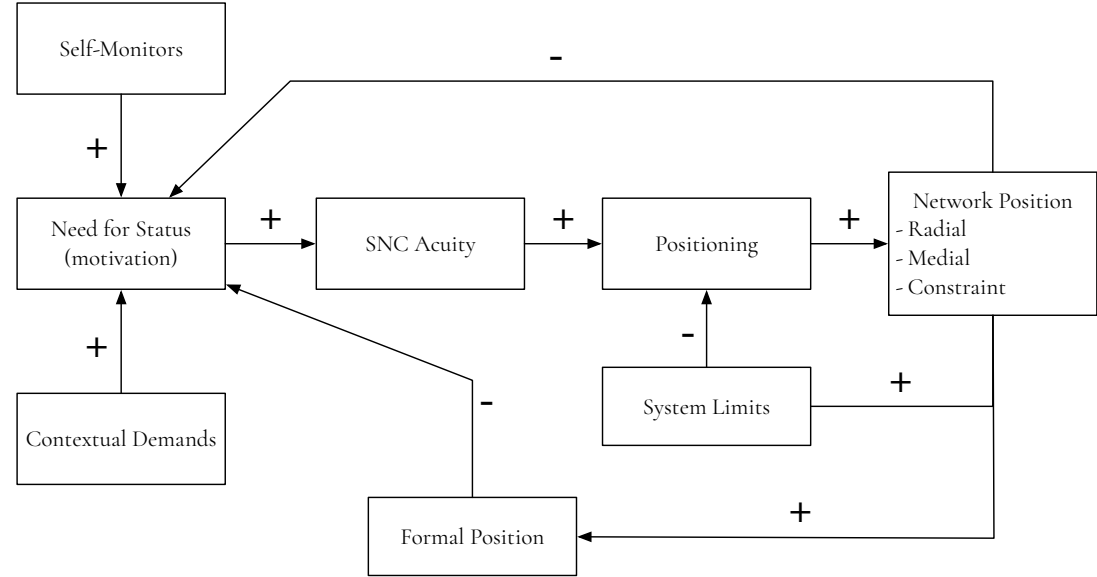 Self-Monitors
-
+
Need for Status
(motivation)
+
SNC Acuity
+
Positioning
+
Network Position
- Radial
- Medial
- Constraint
+
-
Contextual Demands
System Limits
+
-
Formal Position
+